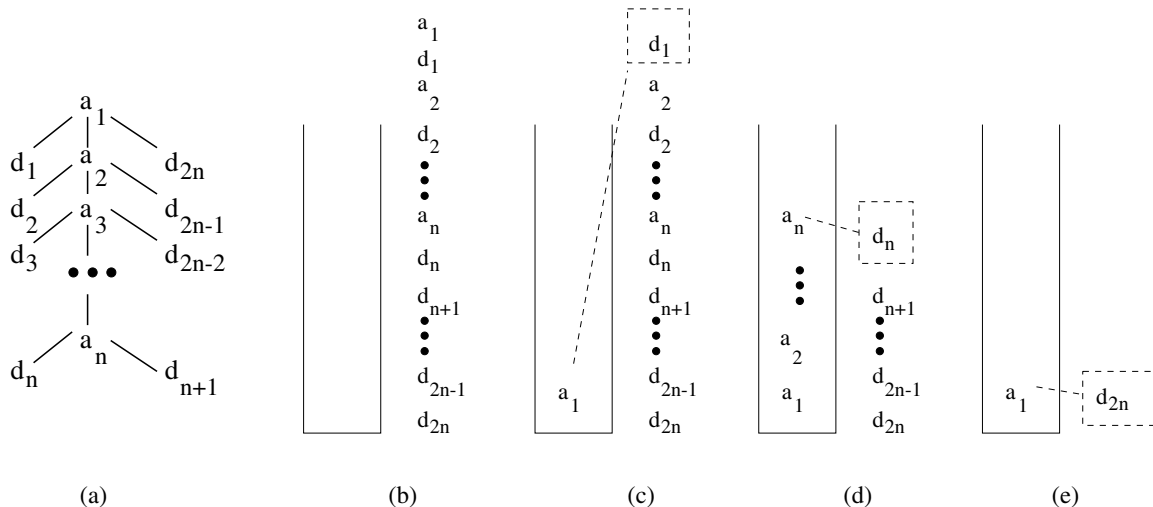 a1
d1 a2 d2n
d2 a3 d2n-1
d3 d2n-2
•••
an
dn dn+1
(a)
a1
d1
a2
d2
an
dn
dn+1
d2n-1
d2n
(b)
d1
a2
d2
an
dn
dn+1
d2n-1
a1
d2n
(c)
an
dn
dn+1
a2
d2n-1
a1
d2n
(d)
a1 d2n
(e)